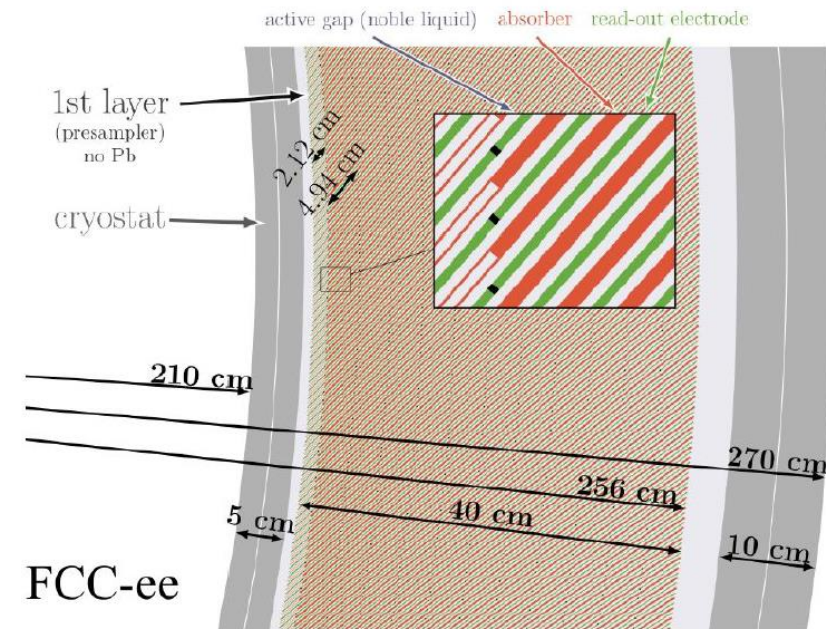 active gap (noble liquid) absorber read-out electrode
1st layer
(presampler)
no Pb
2.12 cm
4.94 cm
cryostat
210 cm
270 cm
256 cm
40 cm
5 cm
10 cm
FCC-ee